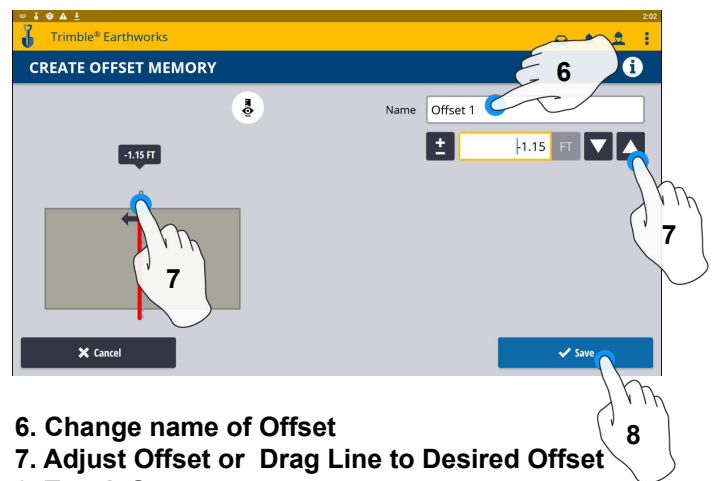 2:02
Trimble® Earthworks
CREATE OFFSET MEMORY
6
Name Offset 1
-1.15 FT
-1.15 FT
7
7
Cancel
Save
8
6. Change name of Offset
7. Adjust Offset or Drag Line to Desired Offset